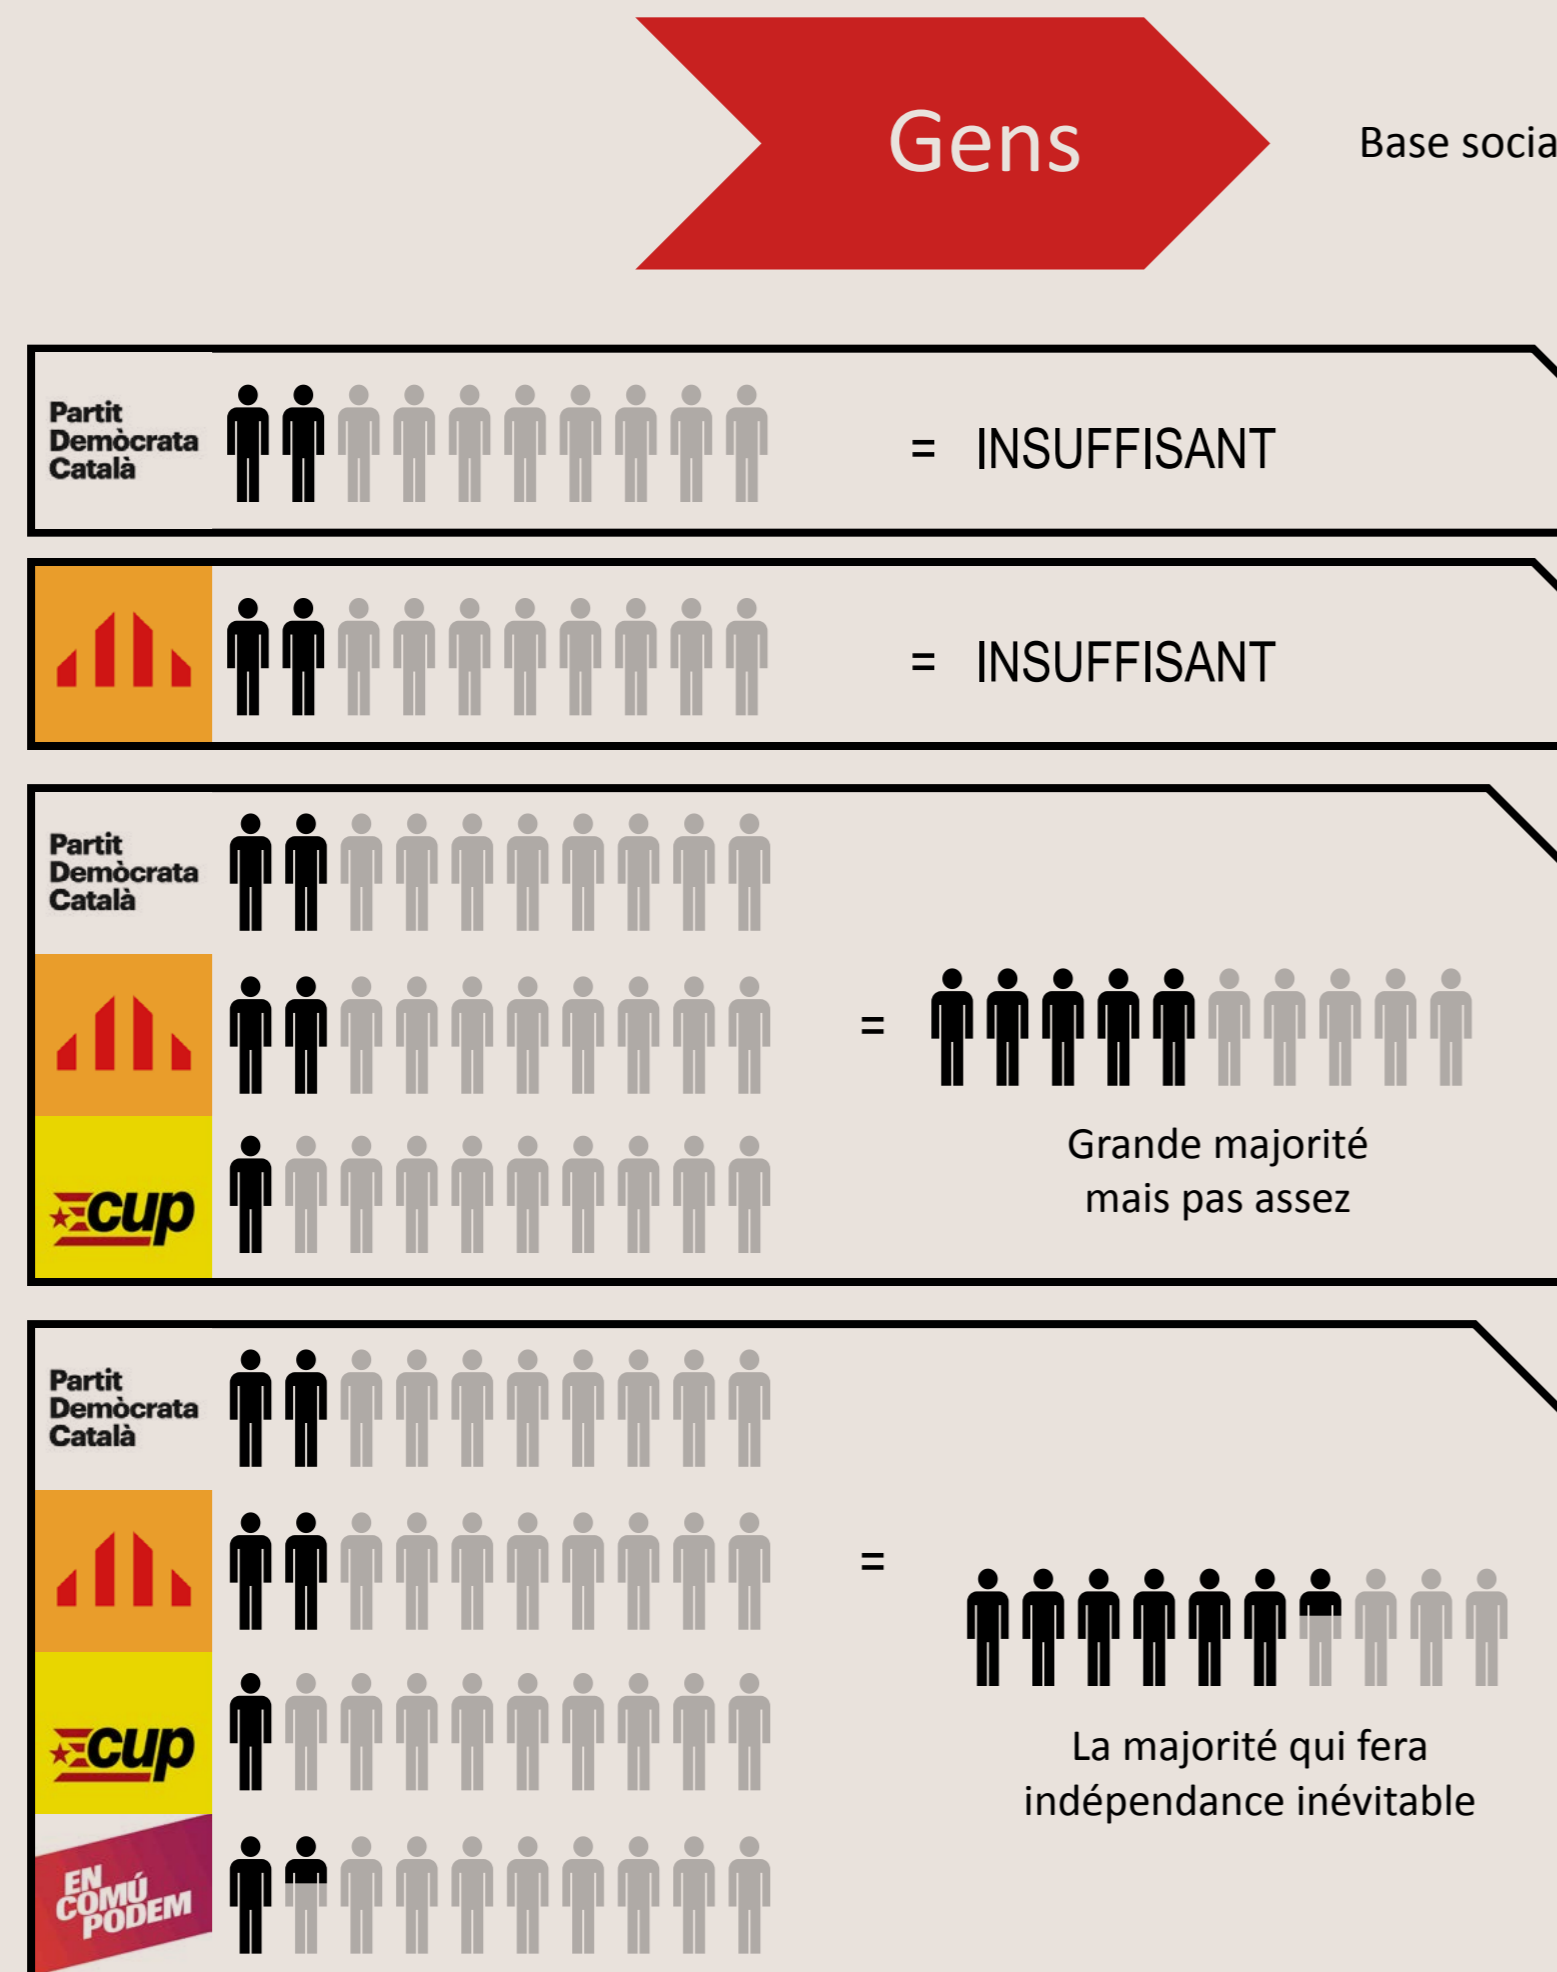 Gens
Base socia
Partit
Demòcrata
Català
= INSUFFISANT
= INSUFFISANT
Partit
Demòcrata
Català
=
Grande majorité
mais pas assez
cup
Partit
Demòcrata
Català
=
cup
La majorité qui fera
indépendance inévitable
EN
COMÚ
PODEM